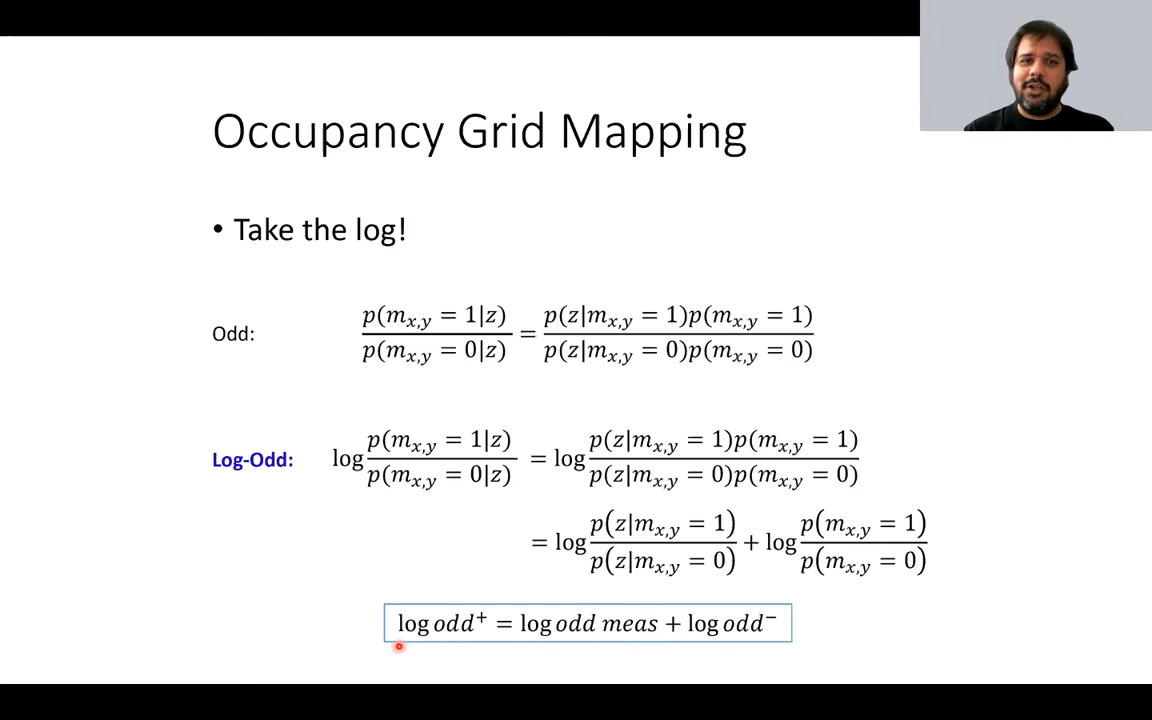 Occupancy Grid Mapping
• Take the log!
Odd: p(m_{x,y} = 1|z) / p(m_{x,y} = 0|z) = p(z|m_{x,y} = 1)p(m_{x,y} = 1) / p(z|m_{x,y} = 0)p(m_{x,y} = 0)
Log-Odd: log p(m_{x,y} = 1|z) / p(m_{x,y} = 0|z) = log p(z|m_{x,y} = 1)p(m_{x,y} = 1) / p(z|m_{x,y} = 0)p(m_{x,y} = 0)
= log p(z|m_{x,y} = 1) / p(z|m_{x,y} = 0) + log p(m_{x,y} = 1) / p(m_{x,y} = 0)
log odd⁺ = log odd meas + log odd⁻